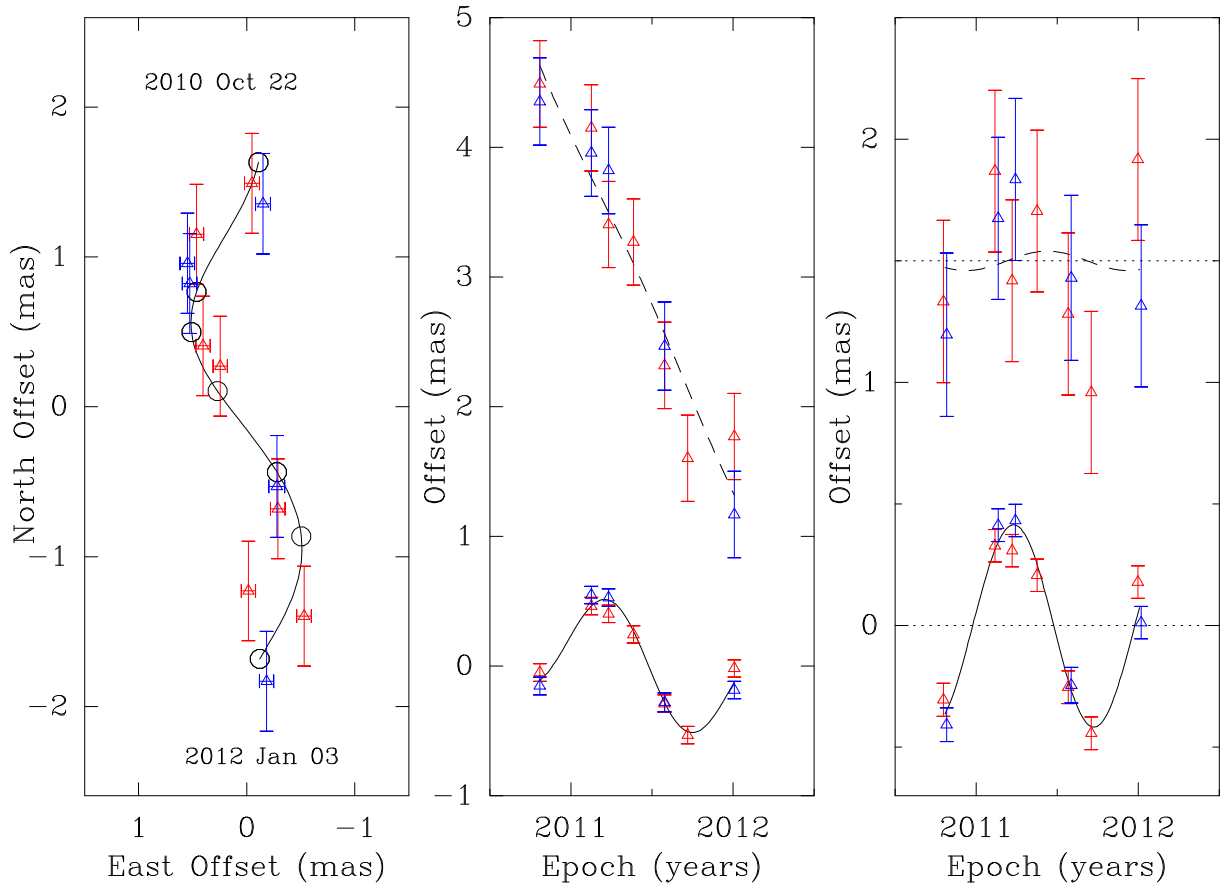 2010 Oct 22
2
1
0
-1
-2
North Offset (mas)
2012 Jan 03
1
0
-1
East Offset (mas)
5
4
3
2
1
0
-1
Offset (mas)
2011
2012
Epoch (years)
2
1
0
Offset (mas)
2011
2012
Epoch (years)